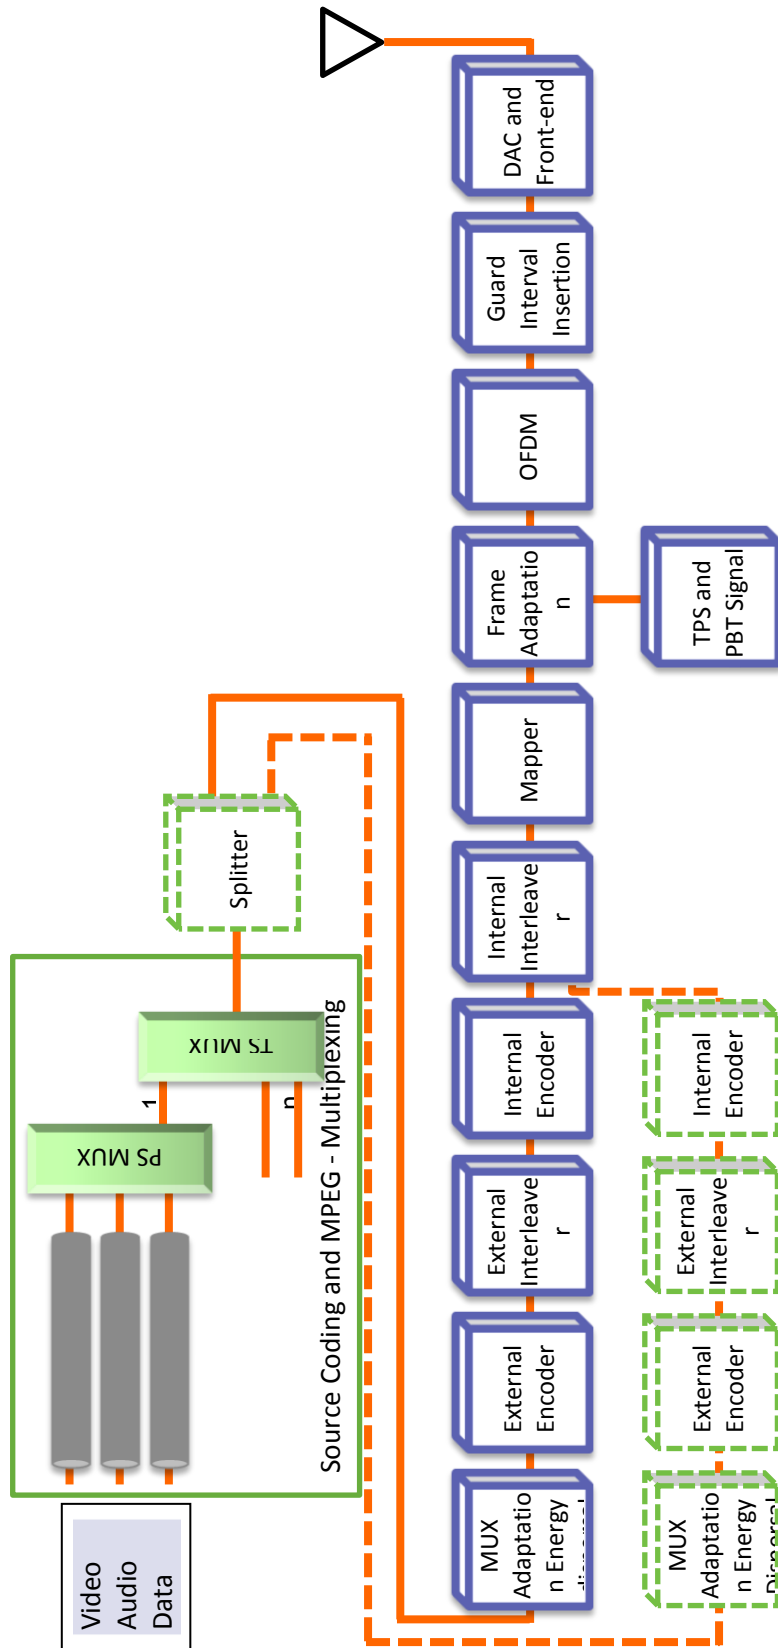 Video
Audio
Data
PS MUX
1
TS MUX
n
Source Coding and MPEG - Multiplexing
Splitter
MUX
Adaptatio
n Energy
dispersal
External
Encoder
External
Interleave
r
Internal
Encoder
Internal
Interleave
r
Mapper
Frame
Adaptatio
n
OFDM
Guard
Interval
Insertion
DAC and
Front-end
TPS and
PBT Signal
MUX
Adaptatio
n Energy
Dispersal
External
Encoder
External
Interleave
r
Internal
Encoder